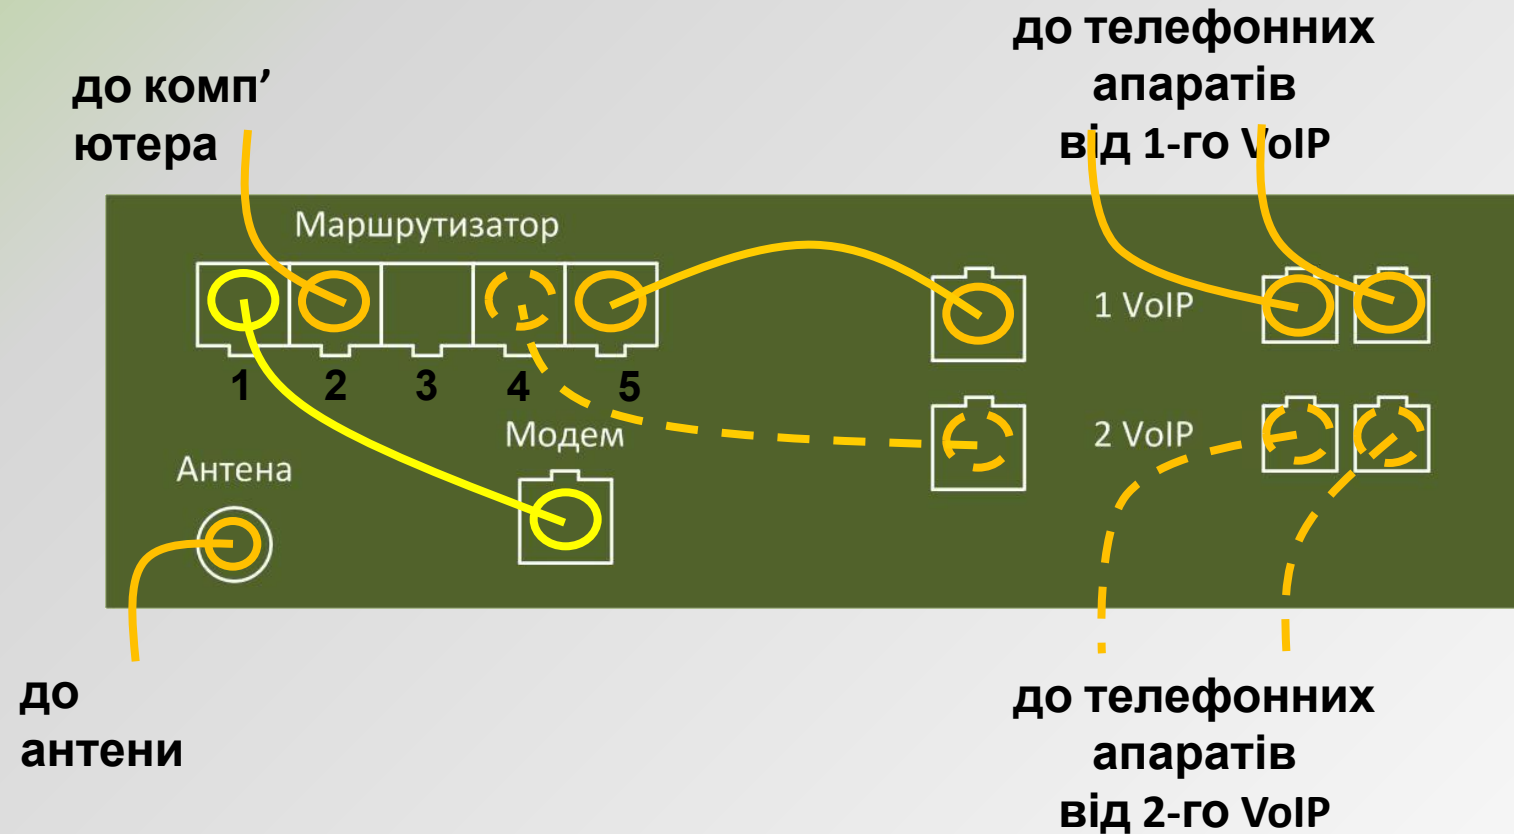 до телефонних
апаратів
від 1-го VoIP
до комп’
ютера
Маршрутизатор
1 VoIP
1 2 3 4 5
Модем
2 VoIP
Антена
до
антени
до телефонних
апаратів
від 2-го VoIP